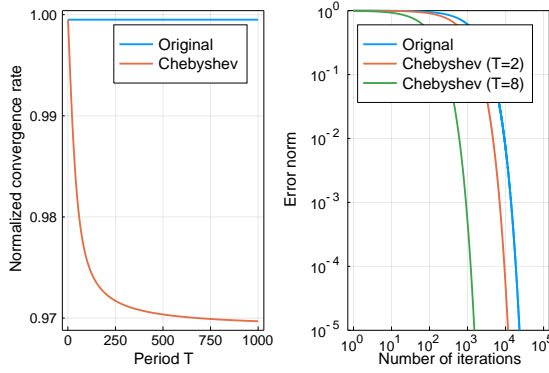 1.00
0.99
0.98
0.97
Normalized convergence rate
0
250
500
750
1000
Period T
Original
Chebyshev
10^0
10^-1
10^-2
10^-3
10^-4
10^-5
Error norm
10^0
10^1
10^2
10^3
10^4
10^5
Number of iterations
Orignal
Chebyshev (T=2)
Chebyshev (T=8)